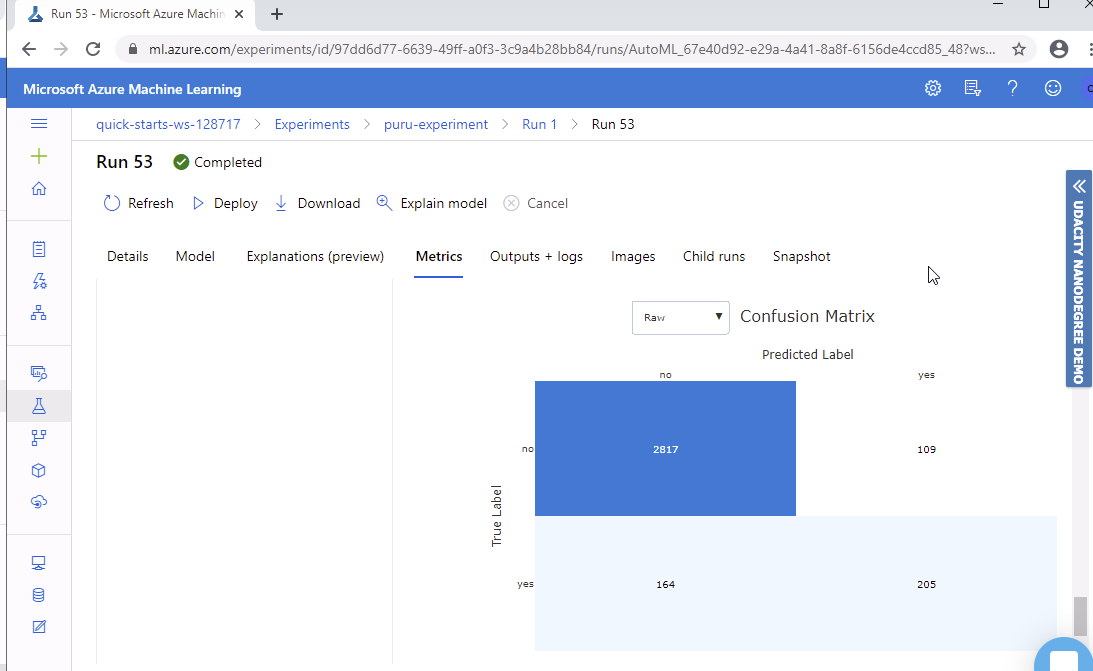 Run 53 - Microsoft Azure Machin
ml.azure.com/experiments/id/97dd6d77-6639-49ff-a0f3-3c9a4b28bb84/runs/AutoML_67e40d92-e29a-4a41-8a8f-6156de4ccd85_48?ws...
Microsoft Azure Machine Learning
quick-starts-ws-128717 > Experiments > puru-experiment > Run 1 > Run 53
Run 53 Completed
Refresh Deploy Download Explain model Cancel
Details Model Explanations (preview) Metrics Outputs + logs Images Child runs Snapshot
UDACITY NANODEGREE DEMO
Raw Confusion Matrix
Predicted Label
no yes
no 2817 109
True Label
yes 164 205